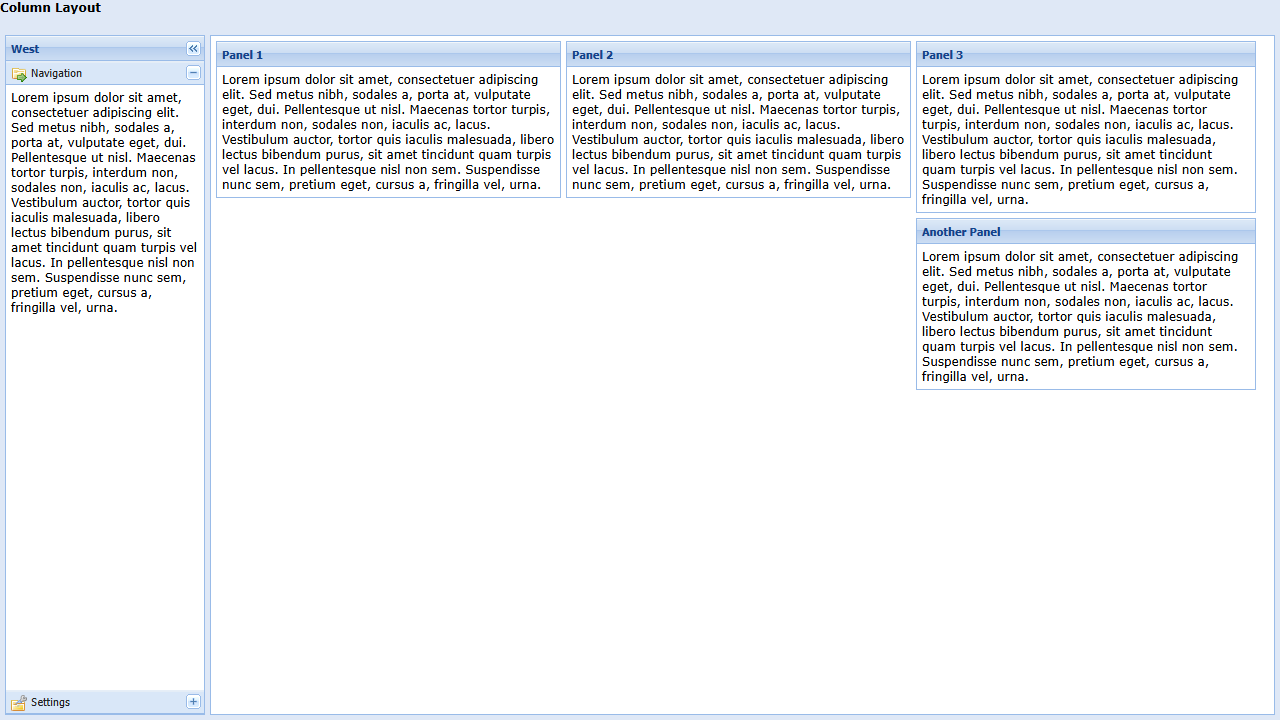 Column Layout
West
Navigation
Lorem ipsum dolor sit amet,
consectetuer adipiscing elit.
Sed metus nibh, sodales a,
porta at, vulputate eget, dui.
Pellentesque ut nisl. Maecenas
tortor turpis, interdum non,
sodales non, iaculis ac, lacus.
Vestibulum auctor, tortor quis
iaculis malesuada, libero
lectus bibendum purus, sit
amet tincidunt quam turpis vel
lacus. In pellentesque nisl non
sem. Suspendisse nunc sem,
pretium eget, cursus a,
fringilla vel, urna.
Settings
Panel 1
Lorem ipsum dolor sit amet, consectetuer adipiscing
elit. Sed metus nibh, sodales a, porta at, vulputate
eget, dui. Pellentesque ut nisl. Maecenas tortor turpis,
interdum non, sodales non, iaculis ac, lacus.
Vestibulum auctor, tortor quis iaculis malesuada, libero
lectus bibendum purus, sit amet tincidunt quam turpis
vel lacus. In pellentesque nisl non sem. Suspendisse
nunc sem, pretium eget, cursus a, fringilla vel, urna.
Panel 2
Lorem ipsum dolor sit amet, consectetuer adipiscing
elit. Sed metus nibh, sodales a, porta at, vulputate
eget, dui. Pellentesque ut nisl. Maecenas tortor turpis,
interdum non, sodales non, iaculis ac, lacus.
Vestibulum auctor, tortor quis iaculis malesuada, libero
lectus bibendum purus, sit amet tincidunt quam turpis
vel lacus. In pellentesque nisl non sem. Suspendisse
nunc sem, pretium eget, cursus a, fringilla vel, urna.
Panel 3
Lorem ipsum dolor sit amet, consectetuer adipiscing
elit. Sed metus nibh, sodales a, porta at, vulputate
eget, dui. Pellentesque ut nisl. Maecenas tortor
turpis, interdum non, sodales non, iaculis ac, lacus.
Vestibulum auctor, tortor quis iaculis malesuada,
libero lectus bibendum purus, sit amet tincidunt
quam turpis vel lacus. In pellentesque nisl non sem.
Suspendisse nunc sem, pretium eget, cursus a,
fringilla vel, urna.
Another Panel
Lorem ipsum dolor sit amet, consectetuer adipiscing
elit. Sed metus nibh, sodales a, porta at, vulputate
eget, dui. Pellentesque ut nisl. Maecenas tortor
turpis, interdum non, sodales non, iaculis ac, lacus.
Vestibulum auctor, tortor quis iaculis malesuada,
libero lectus bibendum purus, sit amet tincidunt
quam turpis vel lacus. In pellentesque nisl non sem.
Suspendisse nunc sem, pretium eget, cursus a,
fringilla vel, urna.